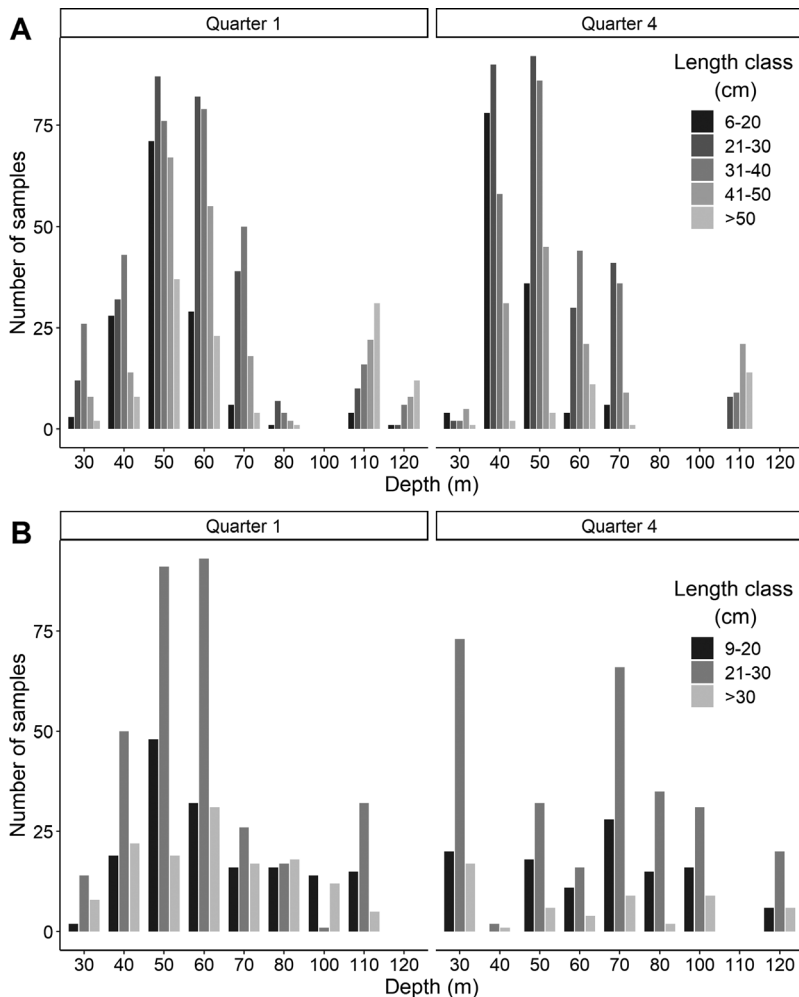 A
Quarter 1
Quarter 4
Length class
(cm)
6-20
21-30
31-40
41-50
>50
Number of samples
75
50
25
0
30 40 50 60 70 80 100 110 120
30 40 50 60 70 80 100 110 120
Depth (m)
B
Quarter 1
Quarter 4
Length class
(cm)
9-20
21-30
>30
Number of samples
75
50
25
0
30 40 50 60 70 80 100 110 120
30 40 50 60 70 80 100 110 120
Depth (m)